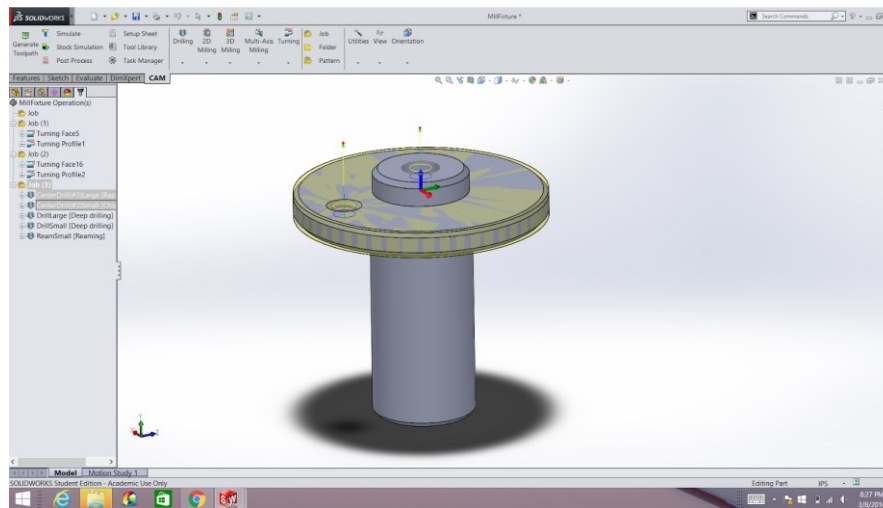 SOLIDWORKS
MillFixture *
Search Commands
Generate Toolpath
Simulate
Stock Simulation
Post Process
Setup Sheet
Tool Library
Task Manager
Drilling
2D Milling
3D Milling
Multi-Axis Milling
Turning
Job
Folder
Pattern
Utilities
View
Orientation
Features
Sketch
Evaluate
DimXpert
CAM
MillFixture Operation(s)
Job
Job (1)
Turning Face5
Turning Profile1
Job (2)
Turning Face16
Turning Profile2
Job (3)
DrillLarge [Deep drilling]
DrillSmall [Deep drilling]
ReamSmall [Reaming]
Model
Motion Study 1
SOLIDWORKS Student Edition - Academic Use Only
Editing Part
IPS
8:27 PM